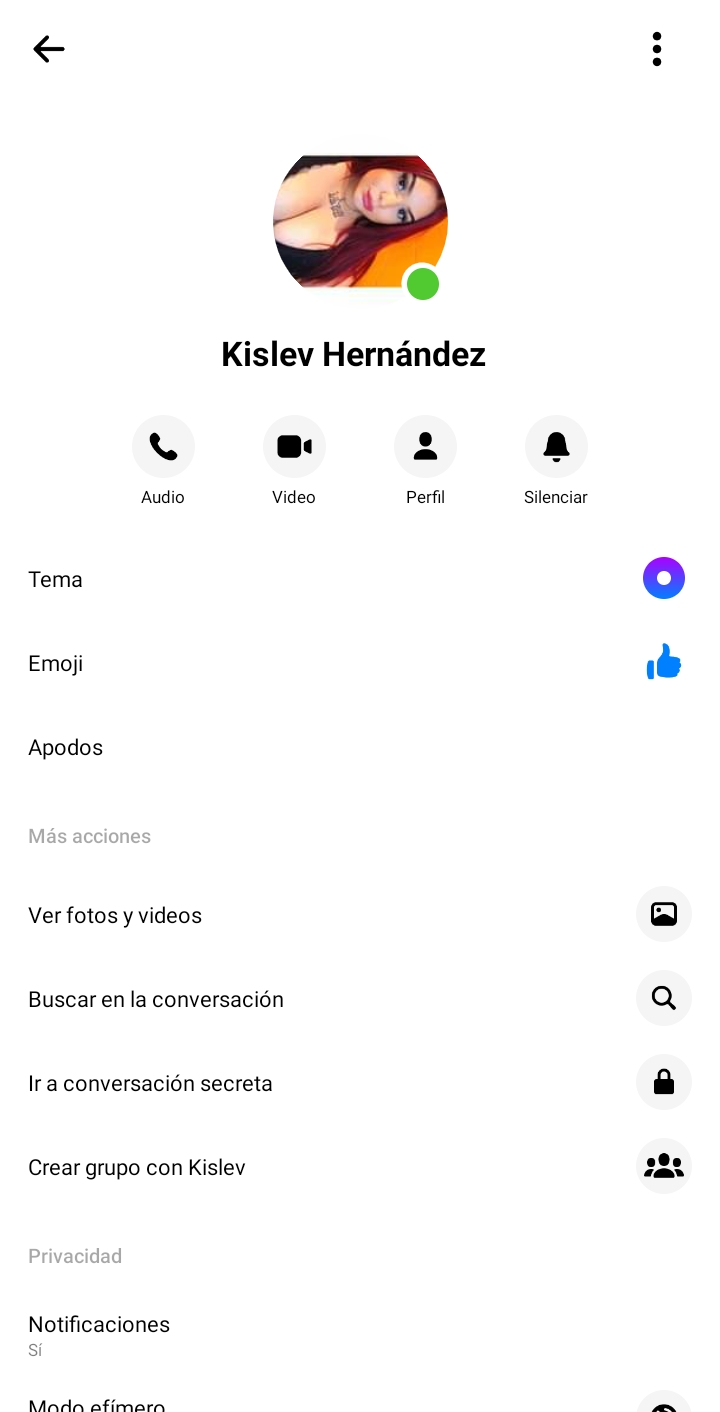 Kislev Hernández
Audio
Video
Perfil
Silenciar
Tema
Emoji
Apodos
Más acciones
Ver fotos y videos
Buscar en la conversación
Ir a conversación secreta
Crear grupo con Kislev
Privacidad
Notificaciones
Sí
Modo efímero